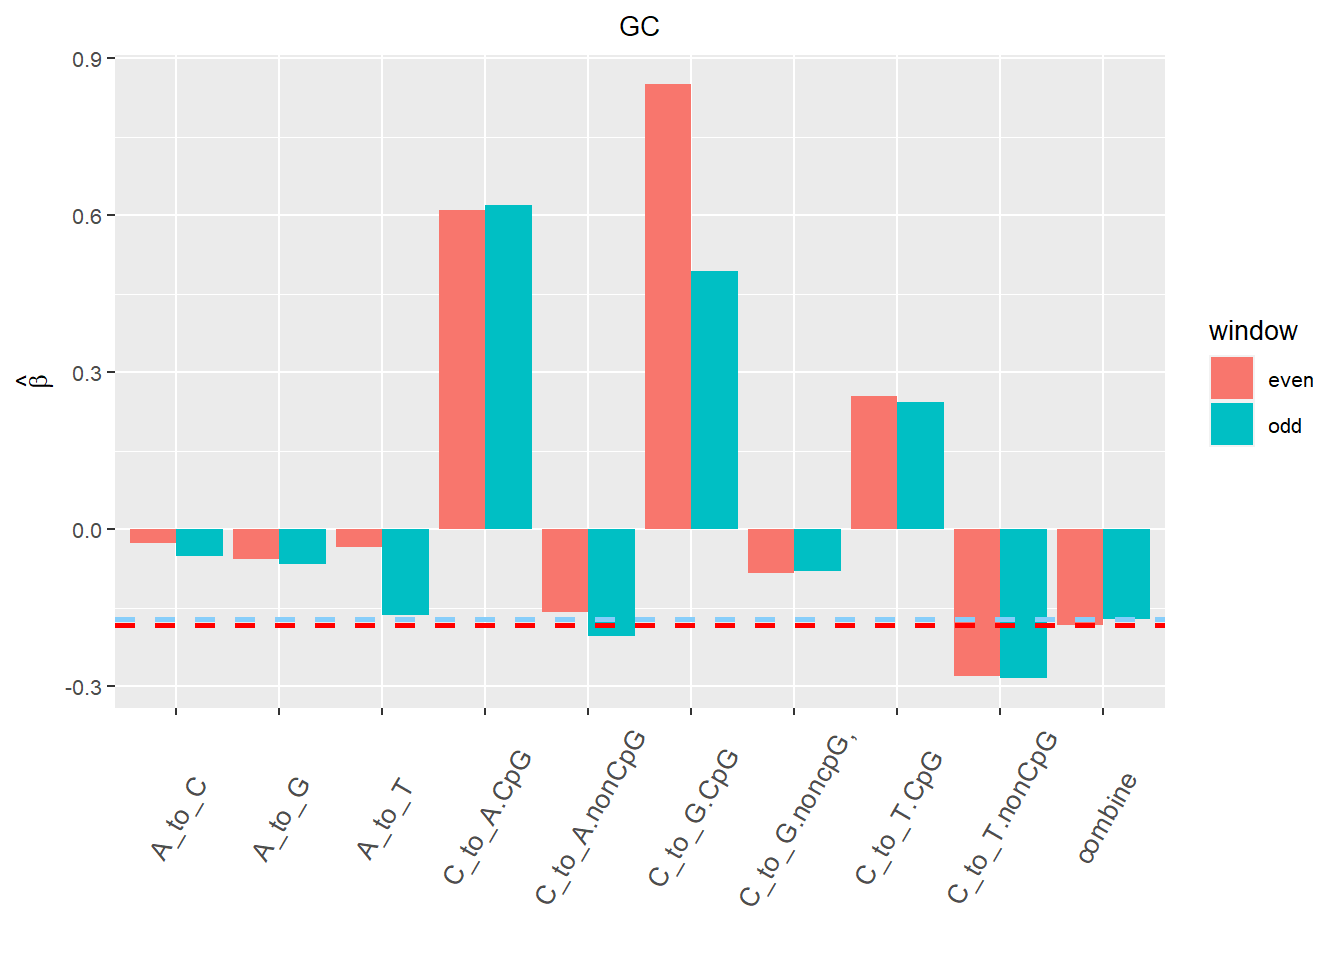 GC
0.9
0.6
0.3
0.0
-0.3
β̂
A_to_C
A_to_G
A_to_T
C_to_A.CpG
C_to_A.nonCpG
C_to_G.CpG
C_to_G.noncpG,
C_to_T.CpG
C_to_T.nonCpG
combine
window
even
odd